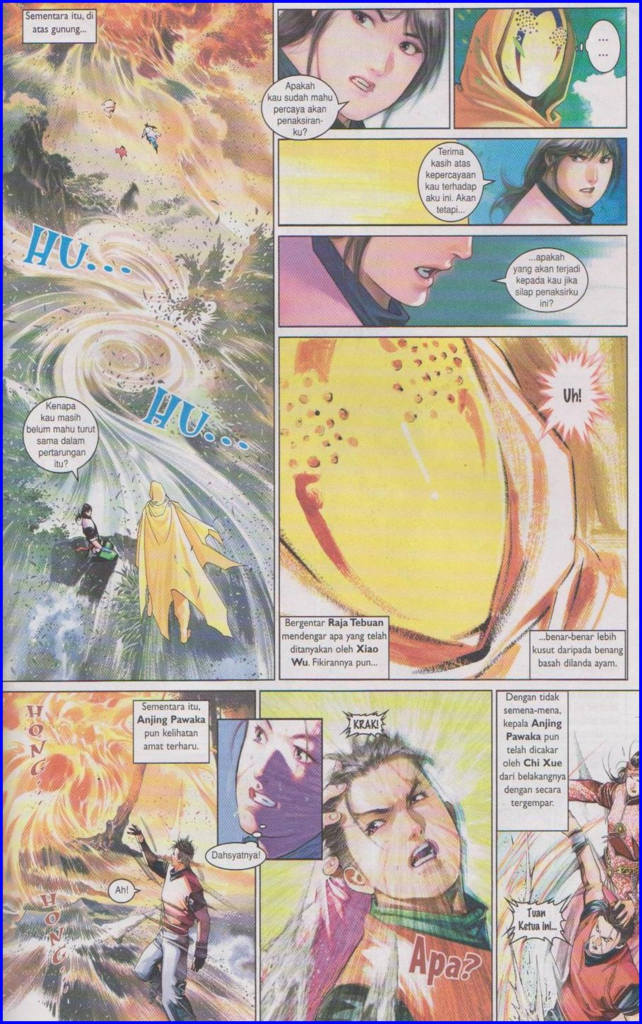 Sementara itu, di
atas gunung...
HU...
HU...
Kenapa
kau masih
belum mahu turut
sama dalam
pertarungan
itu?
Apakah
kau sudah mahu
percaya akan
penaksiran-
ku?
...
...
Terima
kasih atas
kepercayaan
kau terhadap
aku ini. Akan
tetapi...
...apakah
yang akan terjadi
kepada kau jika
silap penaksirku
ini?
Uh!
Bergentar Raja Tebuan
mendengar apa yang telah
ditanyakan oleh Xiao
Wu. Fikirannya pun...
...benar-benar lebih
kusut daripada benang
basah dilanda ayam.
HONG...
HONG...
Sementara itu,
Anjing Pawaka
pun kelihatan
amat terharu.
Ah!
Dahsyatnya!
KRAK!
Apa?
Dengan tidak
semena-mena,
kepala Anjing
Pawaka pun
telah dicakar
oleh Chi Xue
dari belakangnya
dengan secara
tergempar.
Tuan
Ketua ini...